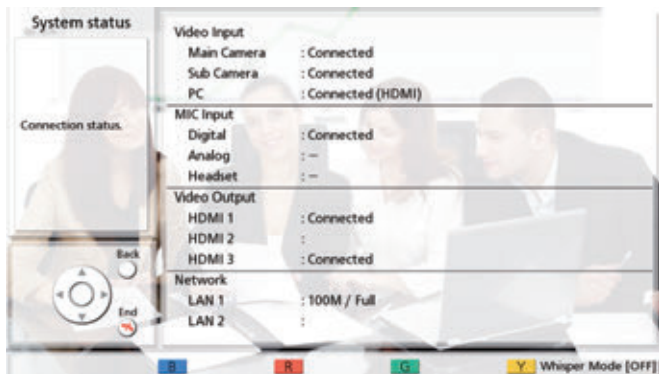 System status
Connection status.
Back
End
Video Input
Main Camera : Connected
Sub Camera : Connected
PC : Connected (HDMI)
MIC Input
Digital : Connected
Analog : –
Headset : –
Video Output
HDMI 1 : Connected
HDMI 2 :
HDMI 3 : Connected
Network
LAN 1 : 100M / Full
LAN 2 :
B R G Y Whisper Mode [OFF]